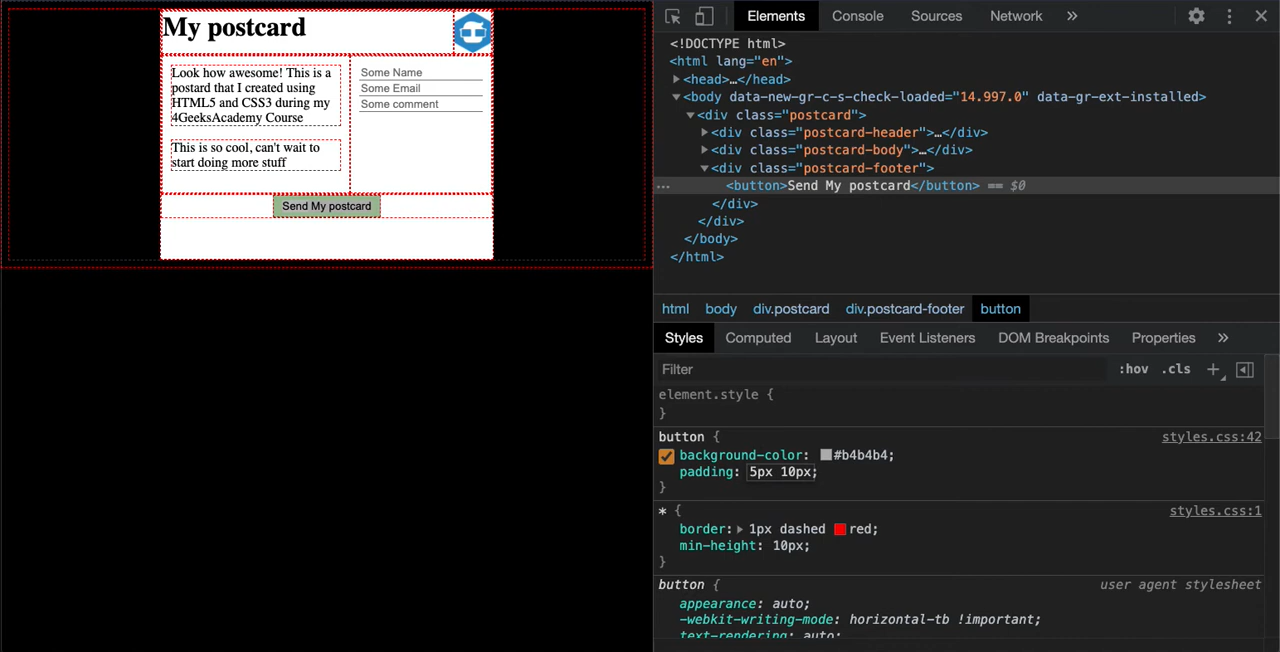 My postcard
Look how awesome! This is a
postard that I created using
HTML5 and CSS3 during my
4GeeksAcademy Course
This is so cool, can't wait to
start doing more stuff
Some Name
Some Email
Some comment
Send My postcard
Elements Console Sources Network »
<!DOCTYPE html>
<html lang="en">
<head>…</head>
<body data-new-gr-c-s-check-loaded="14.997.0" data-gr-ext-installed>
<div class="postcard">
<div class="postcard-header">…</div>
<div class="postcard-body">…</div>
<div class="postcard-footer">
<button>Send My postcard</button> == $0
</div>
</div>
</body>
</html>
html body div.postcard div.postcard-footer button
Styles Computed Layout Event Listeners DOM Breakpoints Properties »
Filter :hov .cls +
element.style {
}
button { styles.css:42
background-color: #b4b4b4;
padding: 5px 10px;
}
* { styles.css:1
border: 1px dashed red;
min-height: 10px;
}
button { user agent stylesheet
appearance: auto;
-webkit-writing-mode: horizontal-tb !important;
text-rendering: auto;